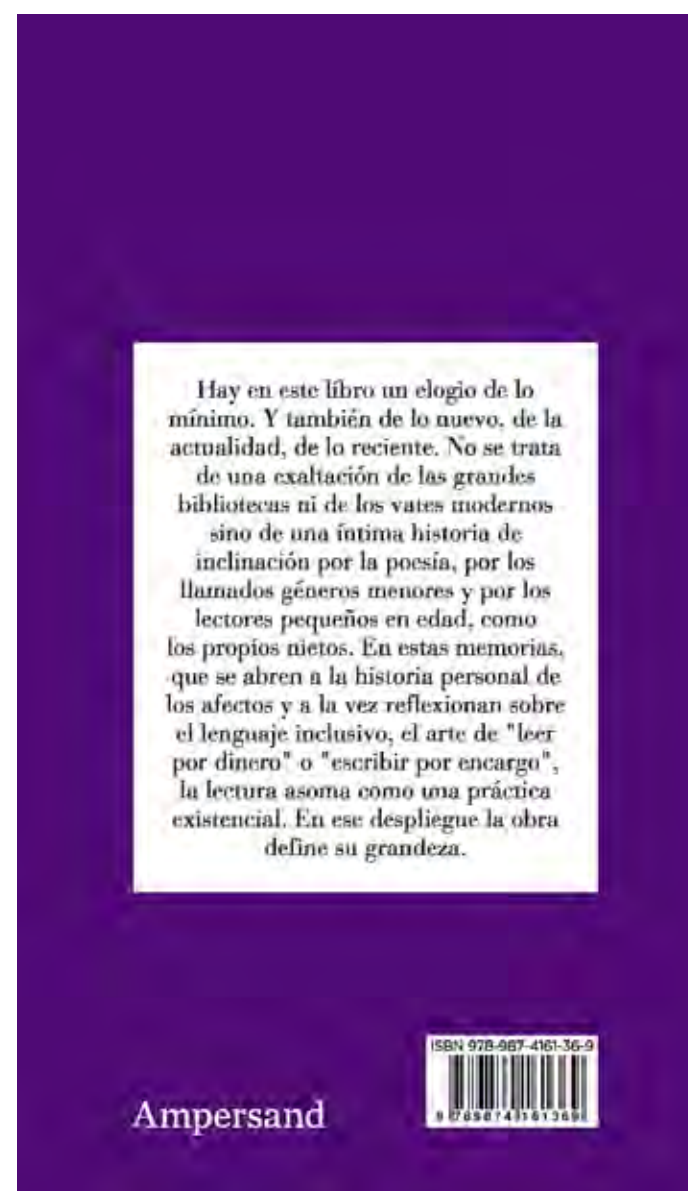 Hay en este libro un elogio de lo
mínimo. Y también de lo nuevo, de la
actualidad, de lo reciente. No se trata
de una exaltación de las grandes
bibliotecas ni de los vates modernos
sino de una íntima historia de
inclinación por la poesía, por los
llamados géneros menores y por los
lectores pequeños en edad, como
los propios nietos. En estas memorias,
que se abren a la historia personal de
los afectos y a la vez reflexionan sobre
el lenguaje inclusivo, el arte de "leer
por dinero" o "escribir por encargo",
la lectura asoma como una práctica
existencial. En ese despliegue la obra
define su grandeza.
ISBN 978-987-4161-36-9
9 789874 161369
Ampersand